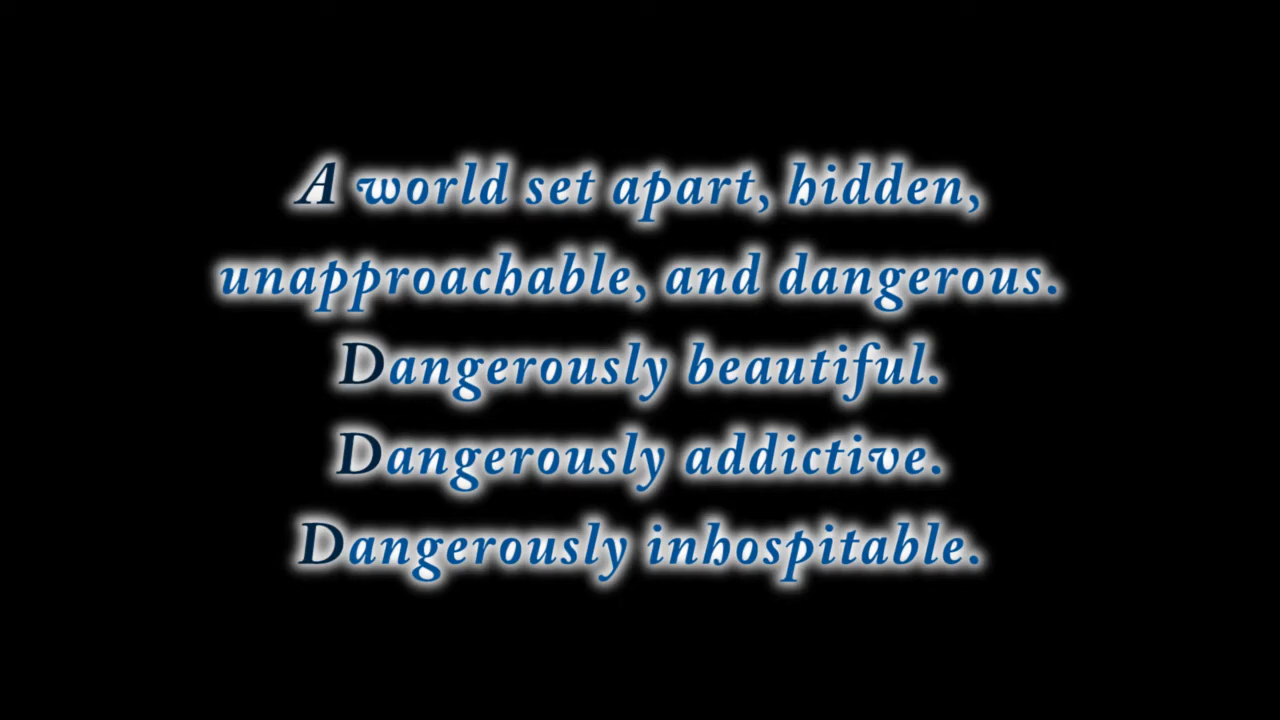 A world set apart, hidden,
unapproachable, and dangerous.
Dangerously beautiful.
Dangerously addictive.
Dangerously inhospitable.